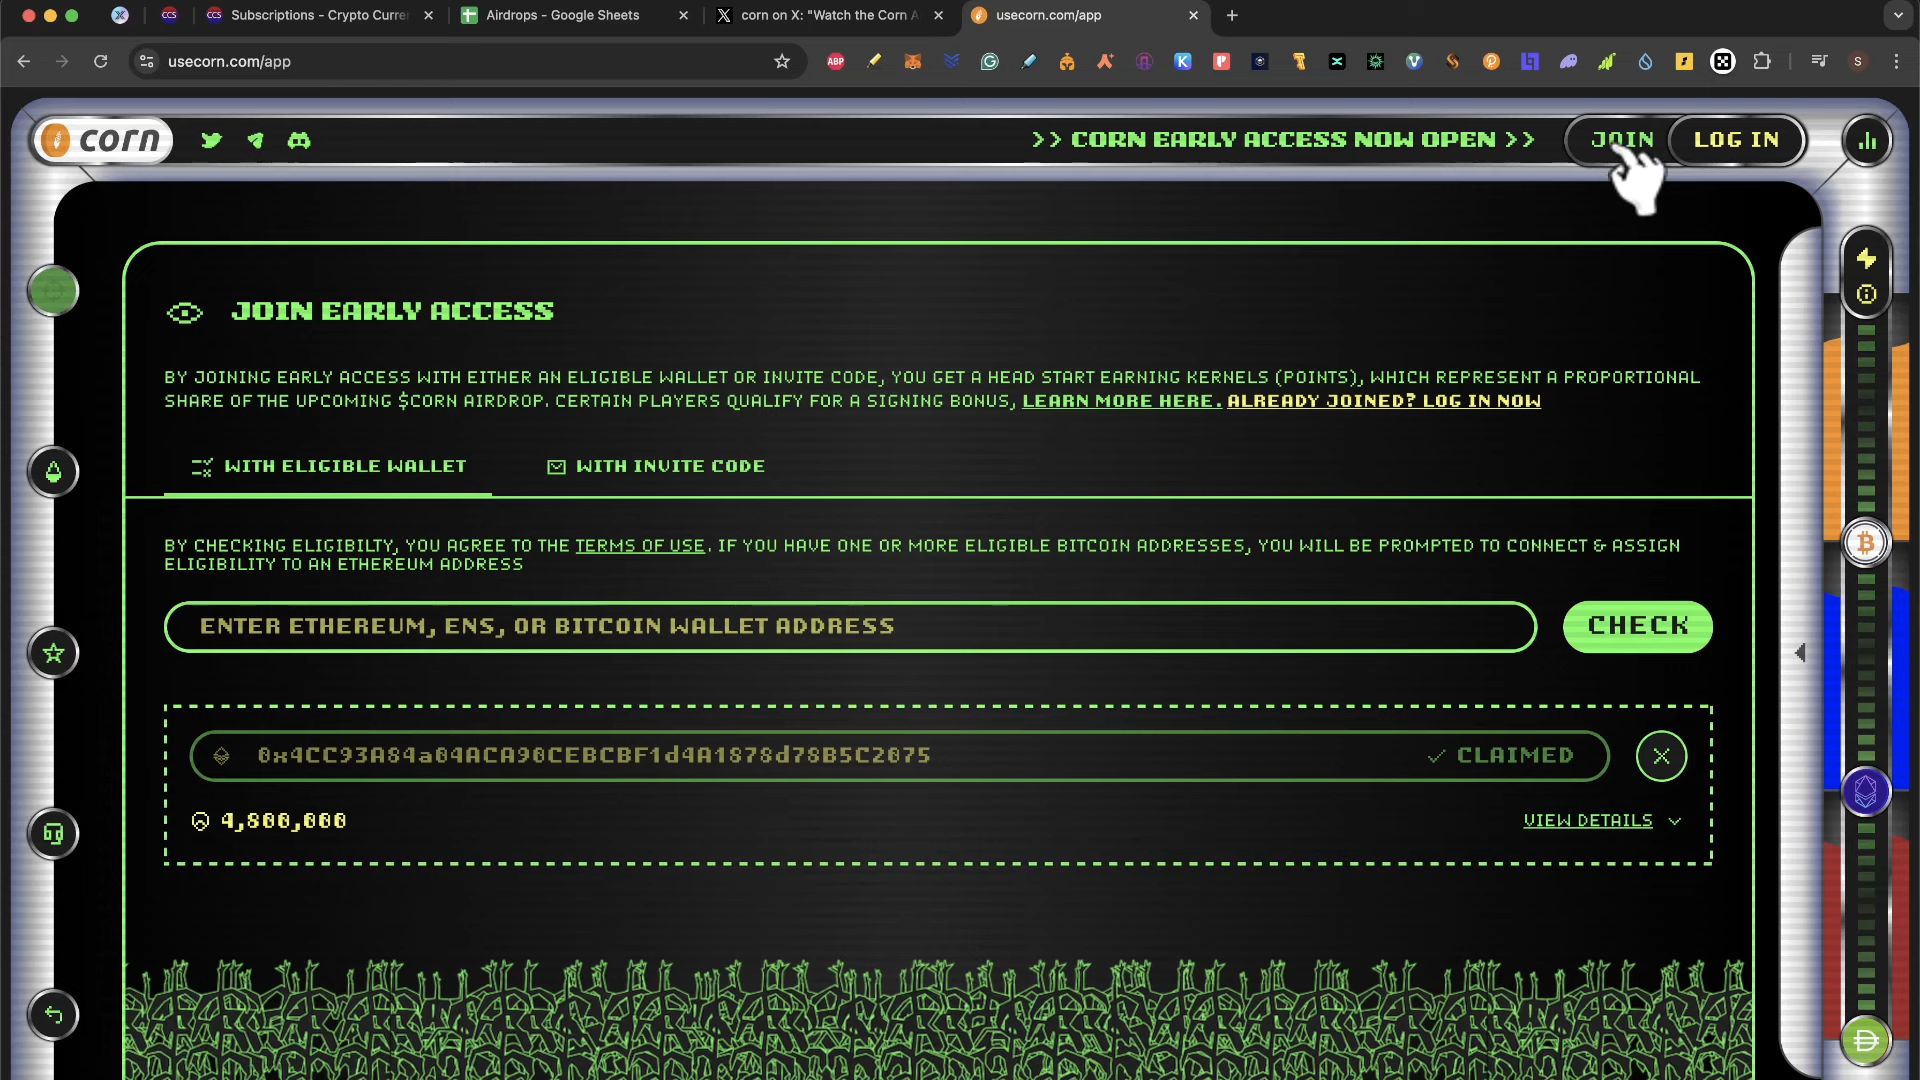 Subscriptions - Crypto Curre
Airdrops - Google Sheets
corn on X: "Watch the Corn A
usecorn.com/app
usecorn.com/app
ABP
S
corn
>> CORN EARLY ACCESS NOW OPEN >>
JOIN
LOG IN
JOIN EARLY ACCESS
BY JOINING EARLY ACCESS WITH EITHER AN ELIGIBLE WALLET OR INVITE CODE, YOU GET A HEAD START EARNING KERNELS (POINTS), WHICH REPRESENT A PROPORTIONAL
SHARE OF THE UPCOMING $CORN AIRDROP. CERTAIN PLAYERS QUALIFY FOR A SIGNING BONUS, LEARN MORE HERE. ALREADY JOINED? LOG IN NOW
WITH ELIGIBLE WALLET
WITH INVITE CODE
BY CHECKING ELIGIBILTY, YOU AGREE TO THE TERMS OF USE. IF YOU HAVE ONE OR MORE ELIGIBLE BITCOIN ADDRESSES, YOU WILL BE PROMPTED TO CONNECT & ASSIGN
ELIGIBILITY TO AN ETHEREUM ADDRESS
ENTER ETHEREUM, ENS, OR BITCOIN WALLET ADDRESS
CHECK
0x4CC93A84a04ACA90CEBCBF1d4A1878d78B5C2075
CLAIMED
4,800,000
VIEW DETAILS